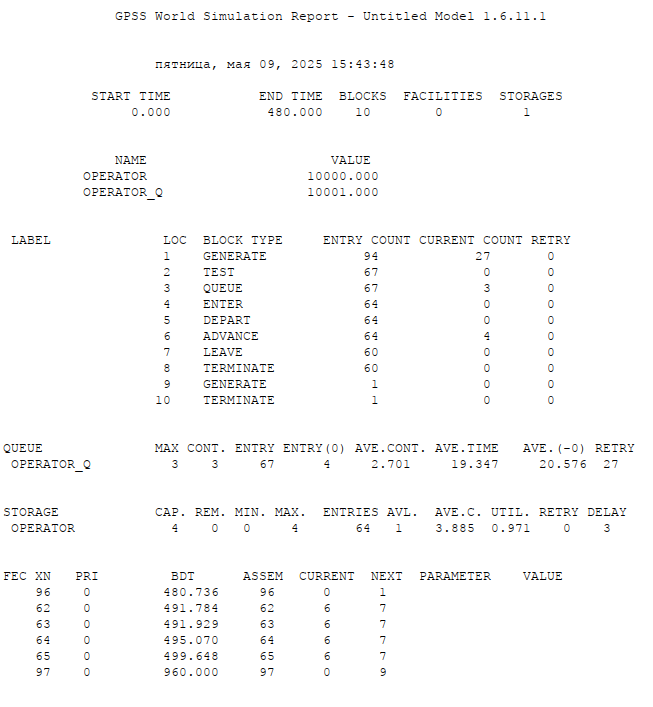 GPSS World Simulation Report - Untitled Model 1.6.11.1
пятница, мая 09, 2025 15:43:48
START TIME END TIME BLOCKS FACILITIES STORAGES
0.000 480.000 10 0 1
NAME VALUE
OPERATOR 10000.000
OPERATOR_Q 10001.000
LABEL LOC BLOCK TYPE ENTRY COUNT CURRENT COUNT RETRY
1 GENERATE 94 27 0
2 TEST 67 0 0
3 QUEUE 67 3 0
4 ENTER 64 0 0
5 DEPART 64 0 0
6 ADVANCE 64 4 0
7 LEAVE 60 0 0
8 TERMINATE 60 0 0
9 GENERATE 1 0 0
10 TERMINATE 1 0 0
QUEUE MAX CONT. ENTRY ENTRY(0) AVE.CONT. AVE.TIME AVE.(-0) RETRY
OPERATOR_Q 3 3 67 4 2.701 19.347 20.576 27
STORAGE CAP. REM. MIN. MAX. ENTRIES AVL. AVE.C. UTIL. RETRY DELAY
OPERATOR 4 0 0 4 64 1 3.885 0.971 0 3
FEC XN PRI BDT ASSEM CURRENT NEXT PARAMETER VALUE
96 0 480.736 96 0 1
62 0 491.784 62 6 7
63 0 491.929 63 6 7
64 0 495.070 64 6 7
65 0 499.648 65 6 7
97 0 960.000 97 0 9